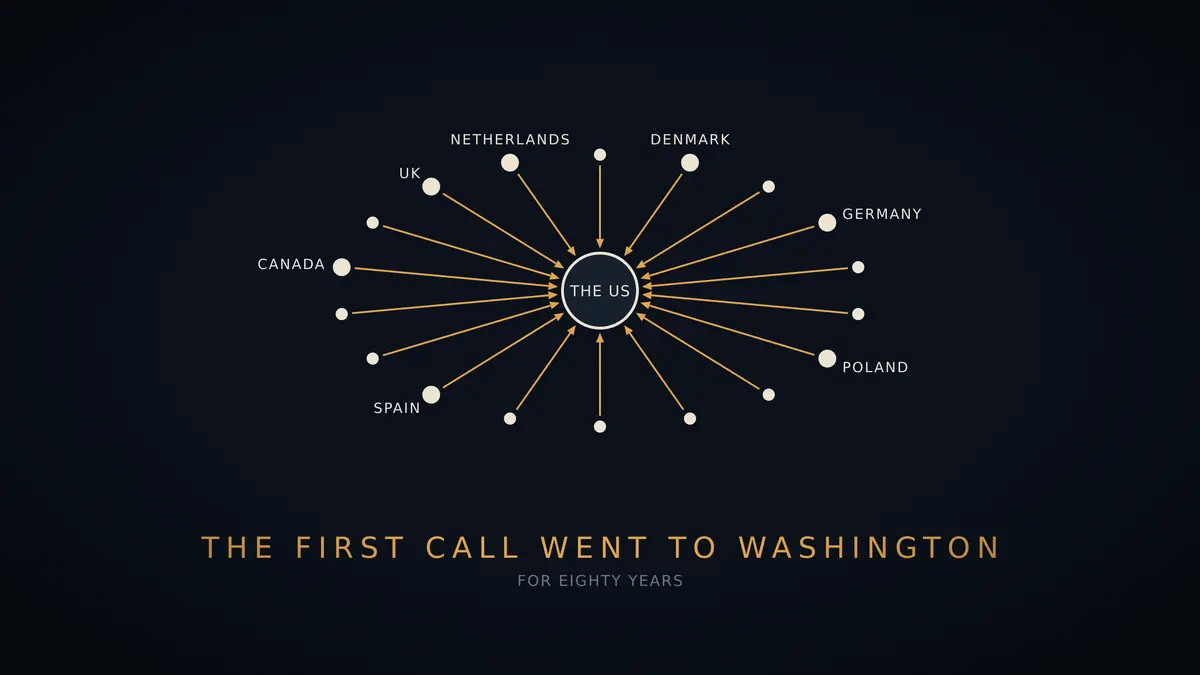 NETHERLANDS
DENMARK
UK
GERMANY
CANADA
THE US
POLAND
SPAIN
THE FIRST CALL WENT TO WASHINGTON
FOR EIGHTY YEARS